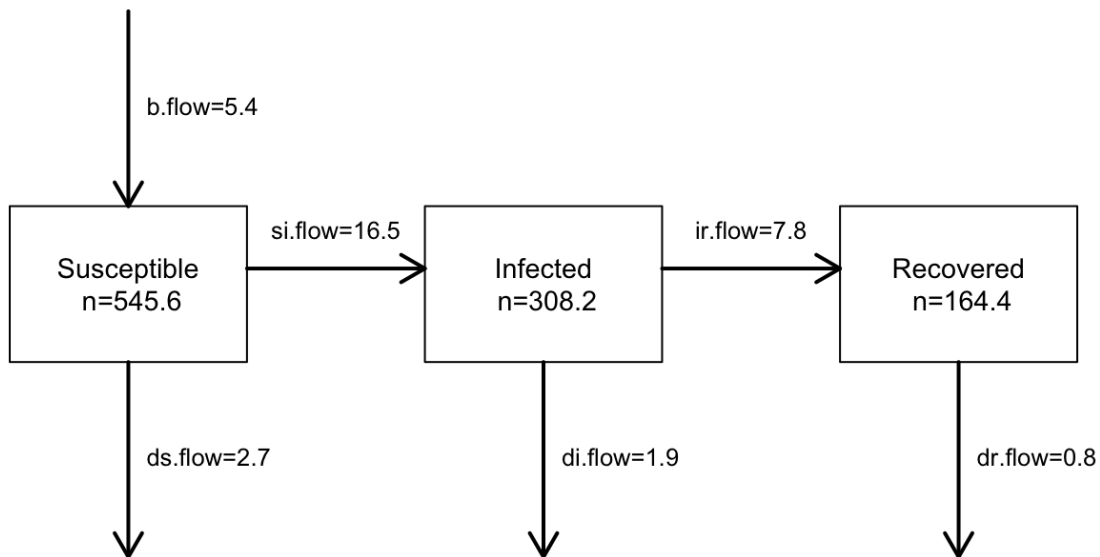 b.flow=5.4
si.flow=16.5
ir.flow=7.8
Susceptible
n=545.6
Infected
n=308.2
Recovered
n=164.4
ds.flow=2.7
di.flow=1.9
dr.flow=0.8